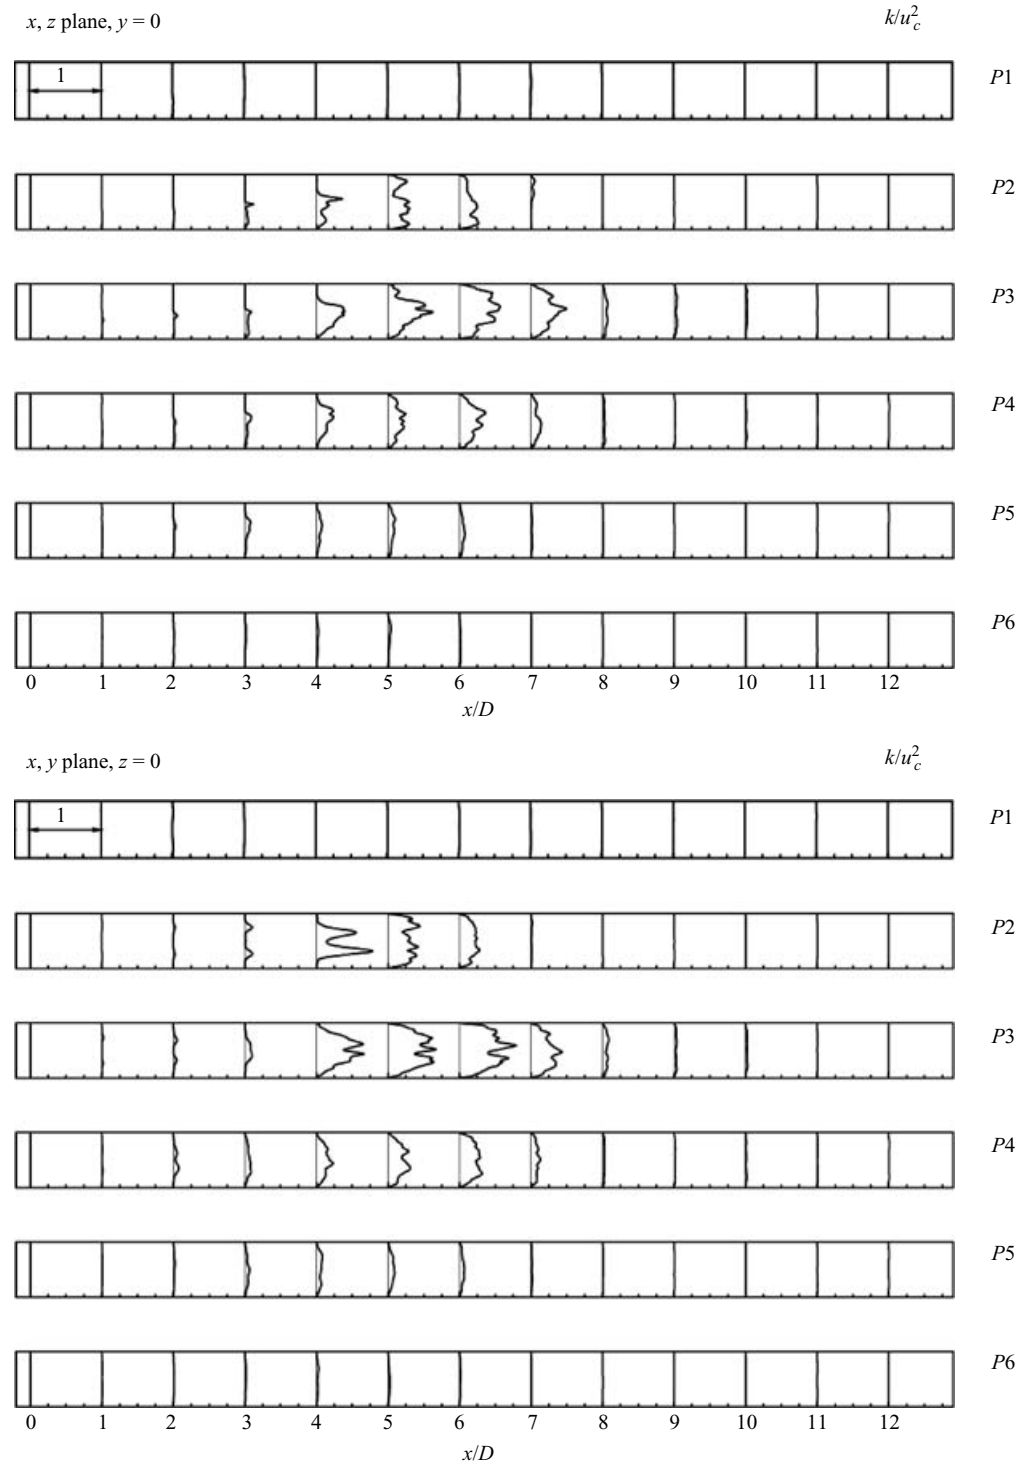 x, z plane, y = 0
k/u_c^2
1
P1
P2
P3
P4
P5
P6
0 1 2 3 4 5 6 7 8 9 10 11 12
x/D
x, y plane, z = 0
k/u_c^2
1
P1
P2
P3
P4
P5
P6
0 1 2 3 4 5 6 7 8 9 10 11 12
x/D